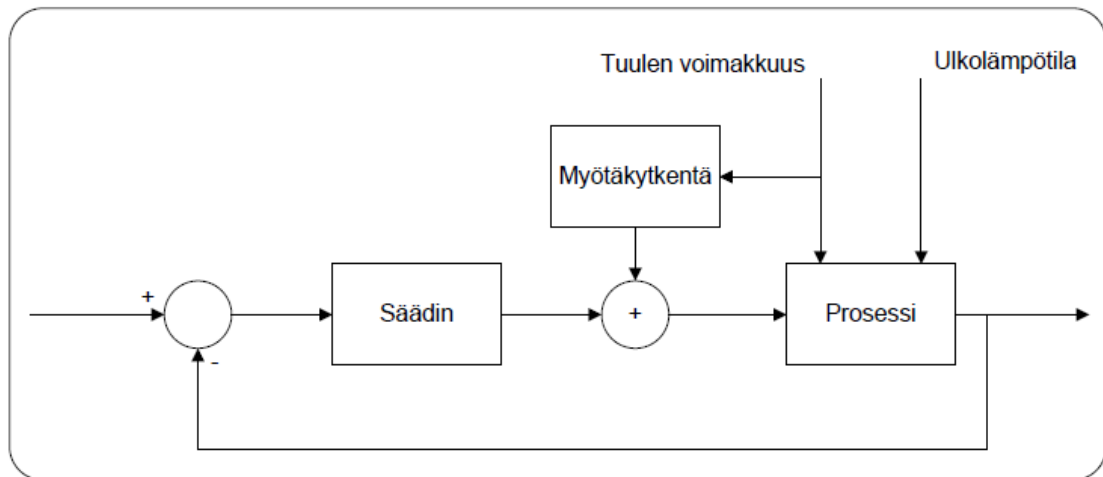 Tuulen voimakkuus
Ulkolämpötila
Myötäkytkentä
+
Säädin
+
Prosessi
-